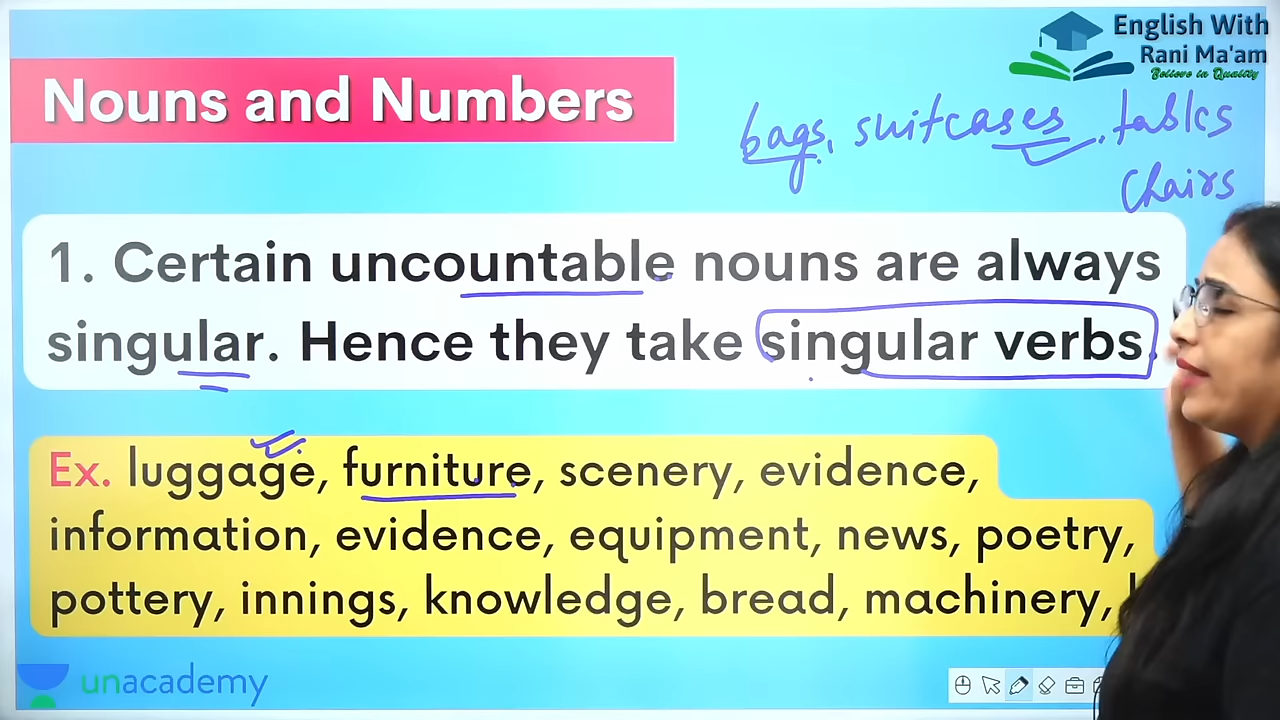 English With
Rani Ma'am
Believe in Quality
Nouns and Numbers
bags, suitcases, tables
chairs
1. Certain uncountable nouns are always
singular. Hence they take singular verbs.
Ex. luggage, furniture, scenery, evidence,
information, evidence, equipment, news, poetry,
pottery, innings, knowledge, bread, machinery,
unacademy